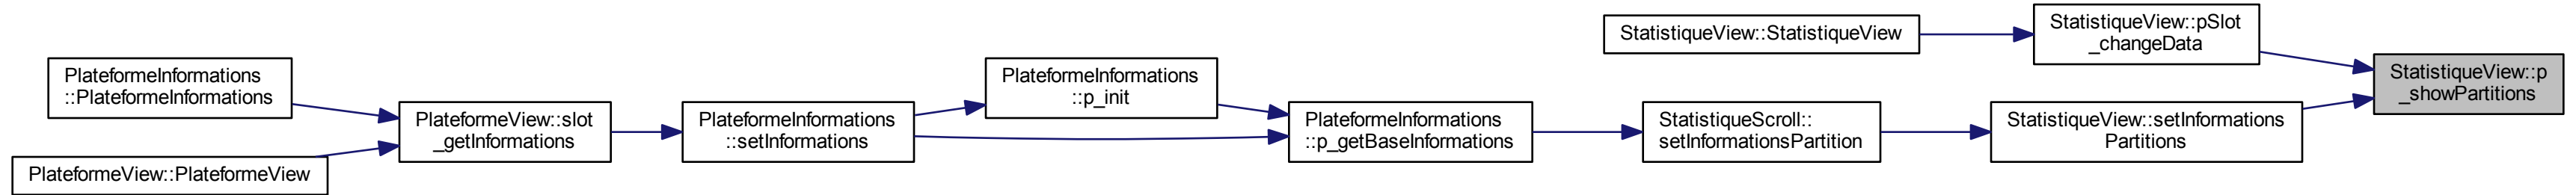 PlateformeInformations
::PlateformeInformations
PlateformeView::PlateformeView
PlateformeView::slot
_getInformations
PlateformeInformations
::setInformations
PlateformeInformations
::p_init
PlateformeInformations
::p_getBaseInformations
StatistiqueView::StatistiqueView
StatistiqueScroll::
setInformationsPartition
StatistiqueView::pSlot
_changeData
StatistiqueView::setInformations
Partitions
StatistiqueView::p
_showPartitions